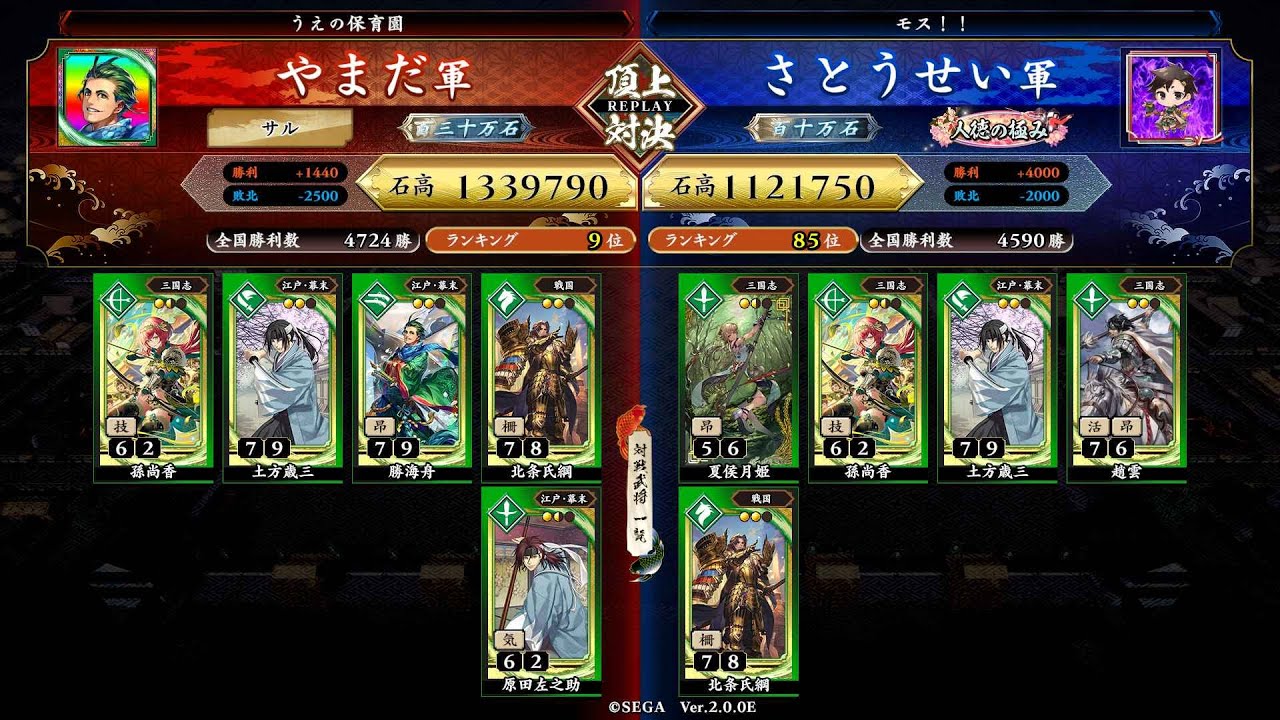 うえの保育園
モス！！
やまだ軍
頂上
REPLAY
対決
さとうせい軍
サル
百三十万石
百十万石
人徳の極み
勝利 +1440
敗北 -2500
石高 1339790
石高 1121750
勝利 +4000
敗北 -2000
全国勝利数 4724勝
ランキング 9位
ランキング 85位
全国勝利数 4590勝
三国志
技
6 2
孫尚香
江戸・幕末
7 9
土方歳三
江戸・幕末
昂
7 9
勝海舟
戦国
柵
7 8
北条氏綱
三国志
昂
5 6
夏侯月姫
三国志
技
6 2
孫尚香
江戸・幕末
7 9
土方歳三
三国志
活 昂
7 6
趙雲
対戦武将一覧
江戸・幕末
気
6 2
原田左之助
戦国
柵
7 8
北条氏綱
©SEGA Ver.2.0.0E